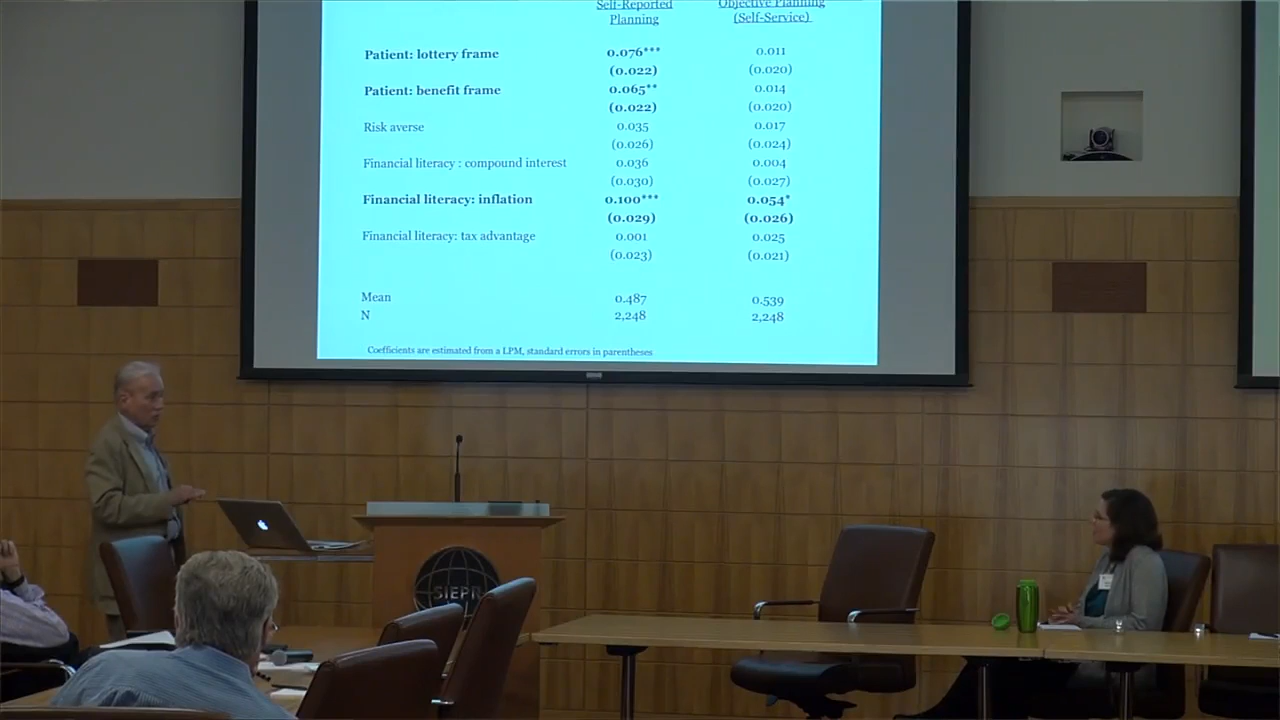 Self-Reported Objective Planning
Planning (Self-Service)
Patient: lottery frame 0.076*** 0.011
(0.022) (0.020)
Patient: benefit frame 0.065** 0.014
(0.022) (0.020)
Risk averse 0.035 0.017
(0.026) (0.024)
Financial literacy : compound interest 0.036 0.004
(0.030) (0.027)
Financial literacy: inflation 0.100*** 0.054*
(0.029) (0.026)
Financial literacy: tax advantage 0.001 0.025
(0.023) (0.021)
Mean 0.487 0.539
N 2,248 2,248
Coefficients are estimated from a LPM, standard errors in parentheses
SIEPR